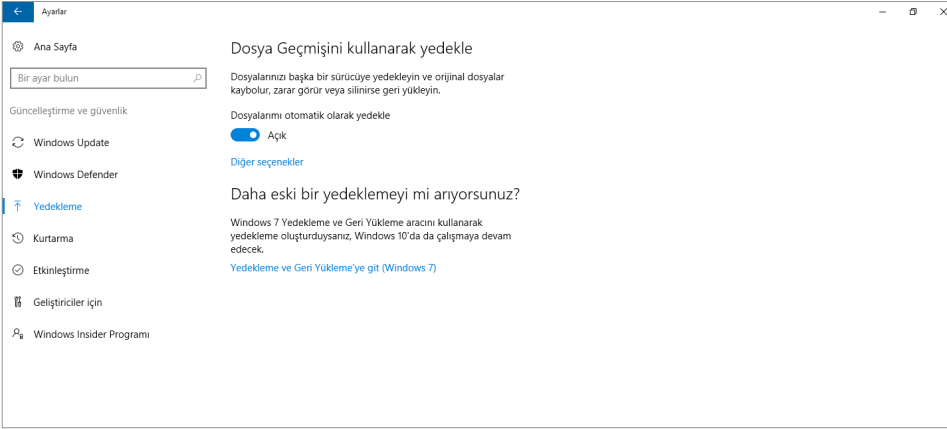 Ayarlar
Ana Sayfa
Bir ayar bulun
Güncelleştirme ve güvenlik
Windows Update
Windows Defender
Yedekleme
Kurtarma
Etkinleştirme
Geliştiriciler için
Windows Insider Programı
Dosya Geçmişini kullanarak yedekle
Dosyalarınızı başka bir sürücüye yedekleyin ve orijinal dosyalar
kaybolur, zarar görür veya silinirse geri yükleyin.
Dosyalarımı otomatik olarak yedekle
Açık
Diğer seçenekler
Daha eski bir yedeklemeyi mi arıyorsunuz?
Windows 7 Yedekleme ve Geri Yükleme aracını kullanarak
yedekleme oluşturduysanız, Windows 10'da da çalışmaya devam
edecek.
Yedekleme ve Geri Yükleme'ye git (Windows 7)